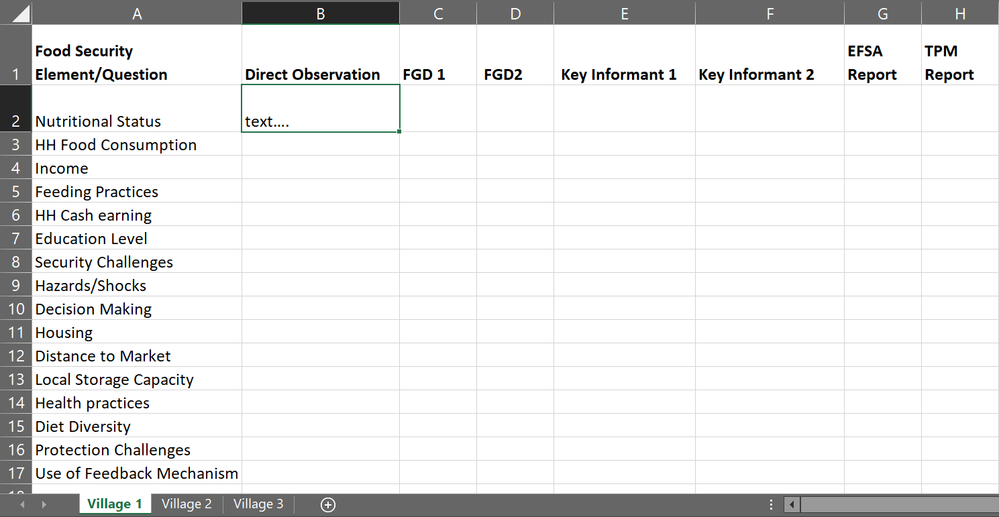 A B C D E F G H
1 Food Security Element/Question Direct Observation FGD 1 FGD2 Key Informant 1 Key Informant 2 EFSA Report TPM Report
2 Nutritional Status text....
3 HH Food Consumption
4 Income
5 Feeding Practices
6 HH Cash earning
7 Education Level
8 Security Challenges
9 Hazards/Shocks
10 Decision Making
11 Housing
12 Distance to Market
13 Local Storage Capacity
14 Health practices
15 Diet Diversity
16 Protection Challenges
17 Use of Feedback Mechanism
Village 1 Village 2 Village 3